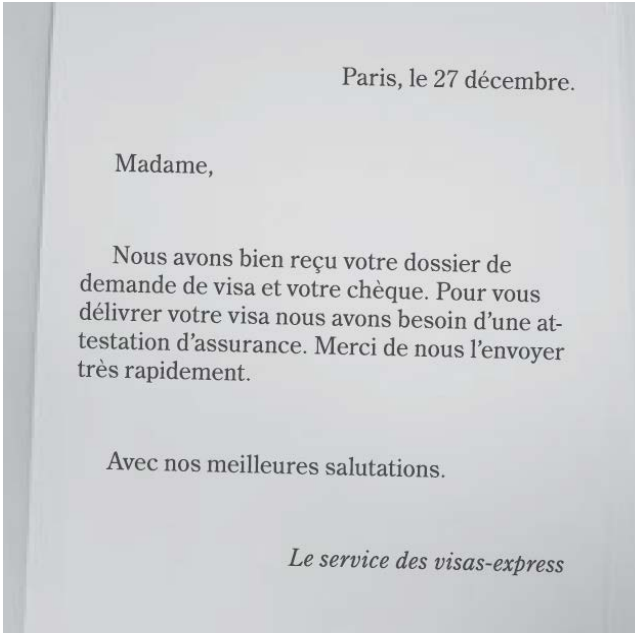 Paris, le 27 décembre.
Madame,
Nous avons bien reçu votre dossier de
demande de visa et votre chèque. Pour vous
délivrer votre visa nous avons besoin d'une at-
testation d'assurance. Merci de nous l'envoyer
très rapidement.
Avec nos meilleures salutations.
Le service des visas-express